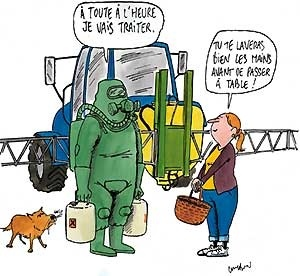 À TOUTE À L'HEURE
JE VAIS TRAITER.
TU TE LAVERAS
BIEN LES MAINS
AVANT DE PASSER
À TABLE !